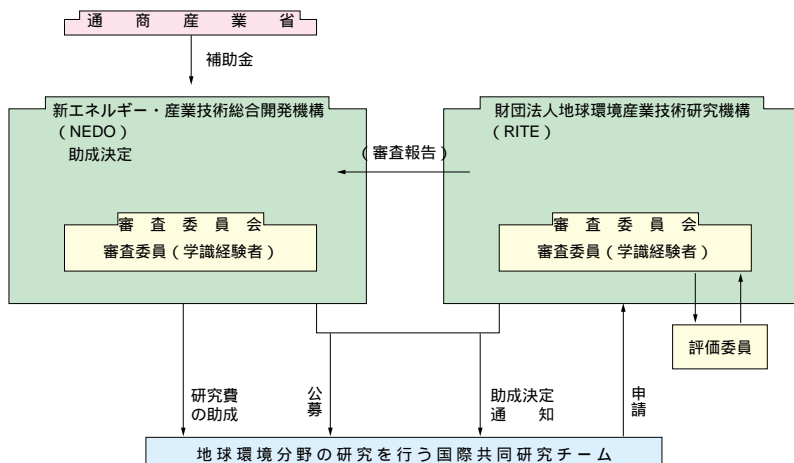 通商産業省
補助金
新エネルギー・産業技術総合開発機構
（NEDO）
助成決定
審査委員会
審査委員（学識経験者）
（審査報告）
財団法人地球環境産業技術研究機構
（RITE）
審査委員会
審査委員（学識経験者）
評価委員
研究費
の助成
公募
助成決定
通知
申請
地球環境分野の研究を行う国際共同研究チーム